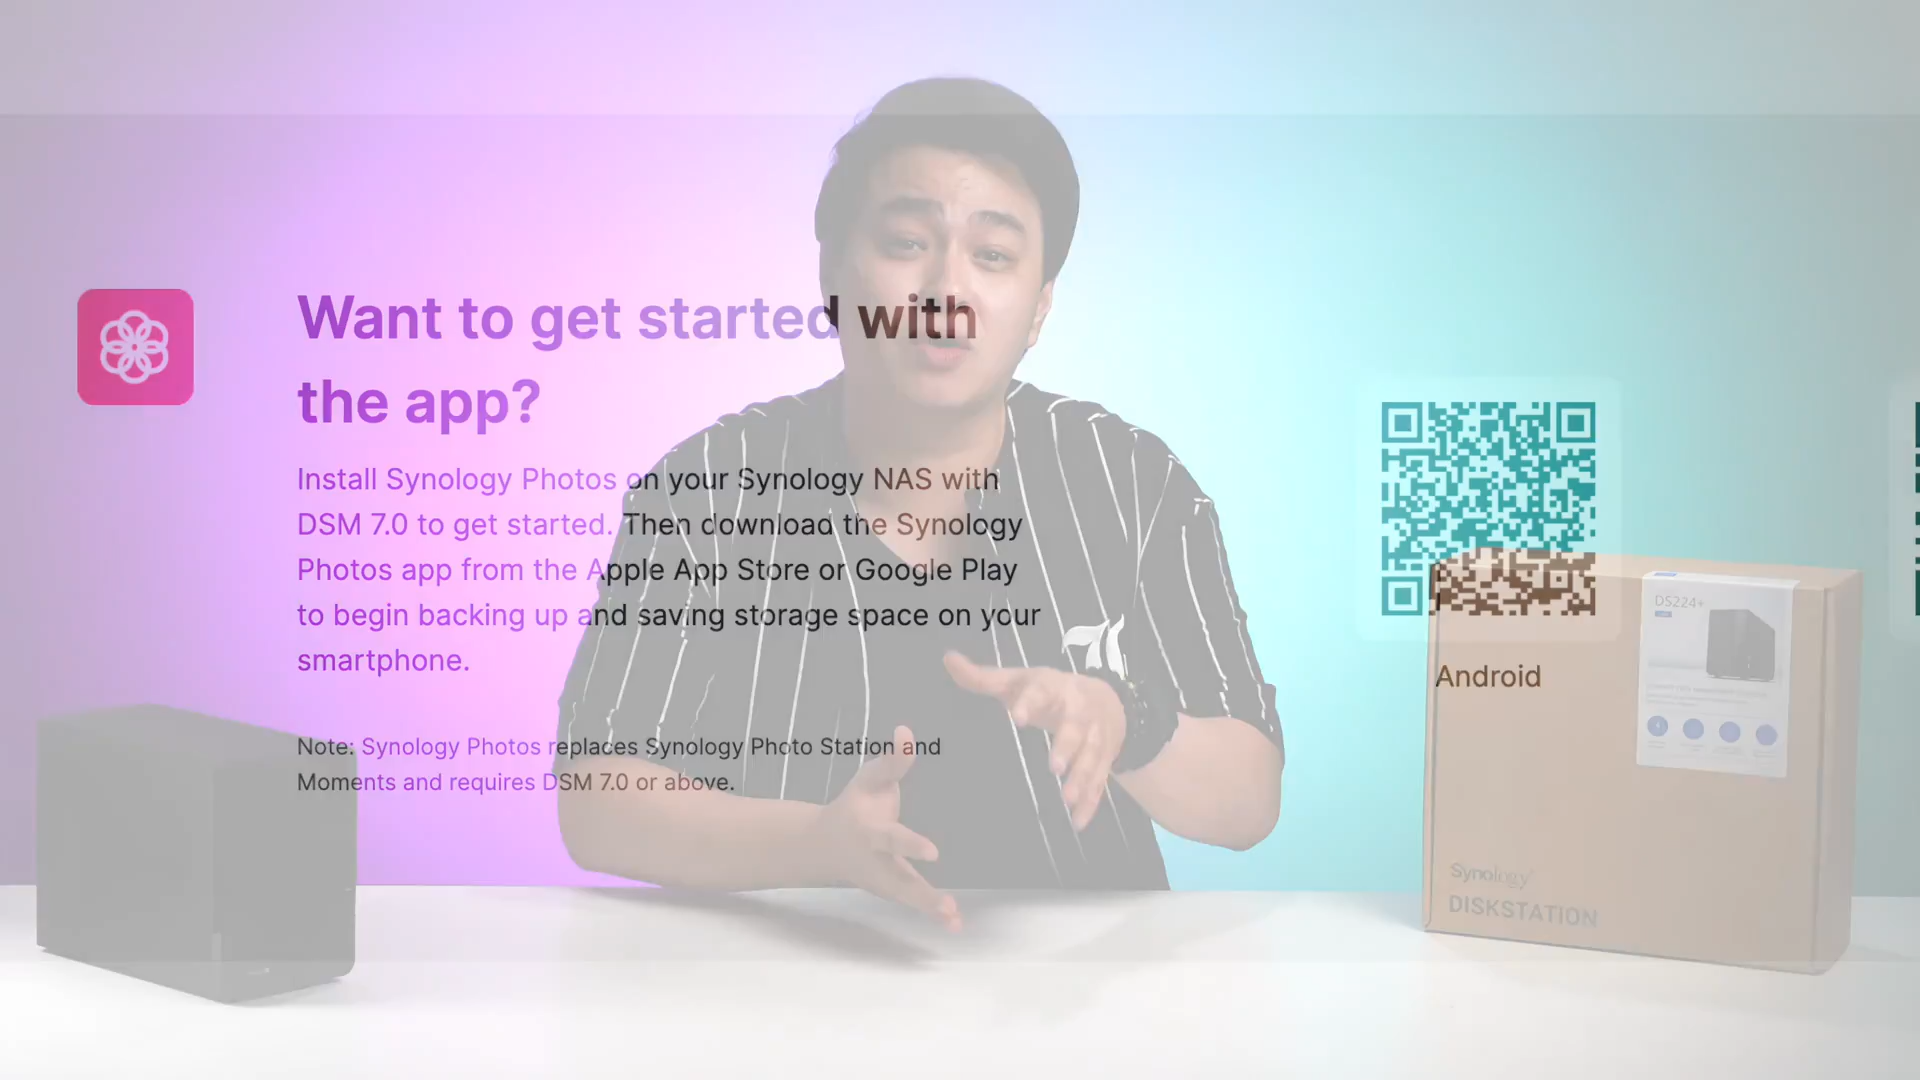 Want to get started with
the app?
Install Synology Photos on your Synology NAS with
DSM 7.0 to get started. Then download the Synology
Photos app from the Apple App Store or Google Play
to begin backing up and saving storage space on your
smartphone.
Note: Synology Photos replaces Synology Photo Station and
Moments and requires DSM 7.0 or above.
Android
DS224+
Synology
DISKSTATION